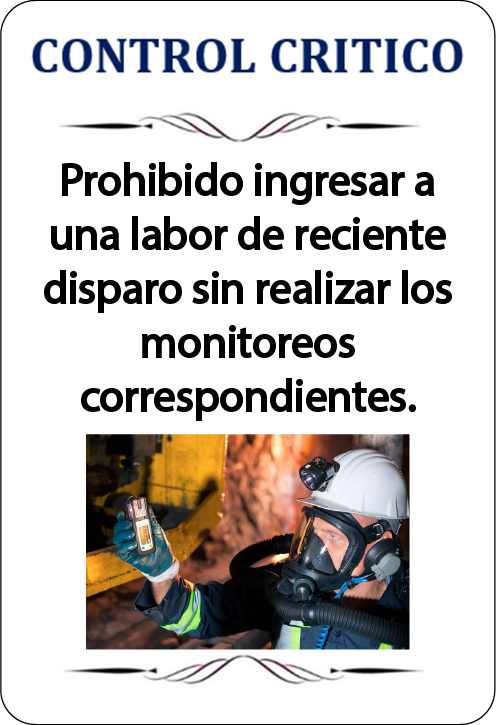 CONTROL CRITICO
Prohibido ingresar a
una labor de reciente
disparo sin realizar los
monitoreos
correspondientes.